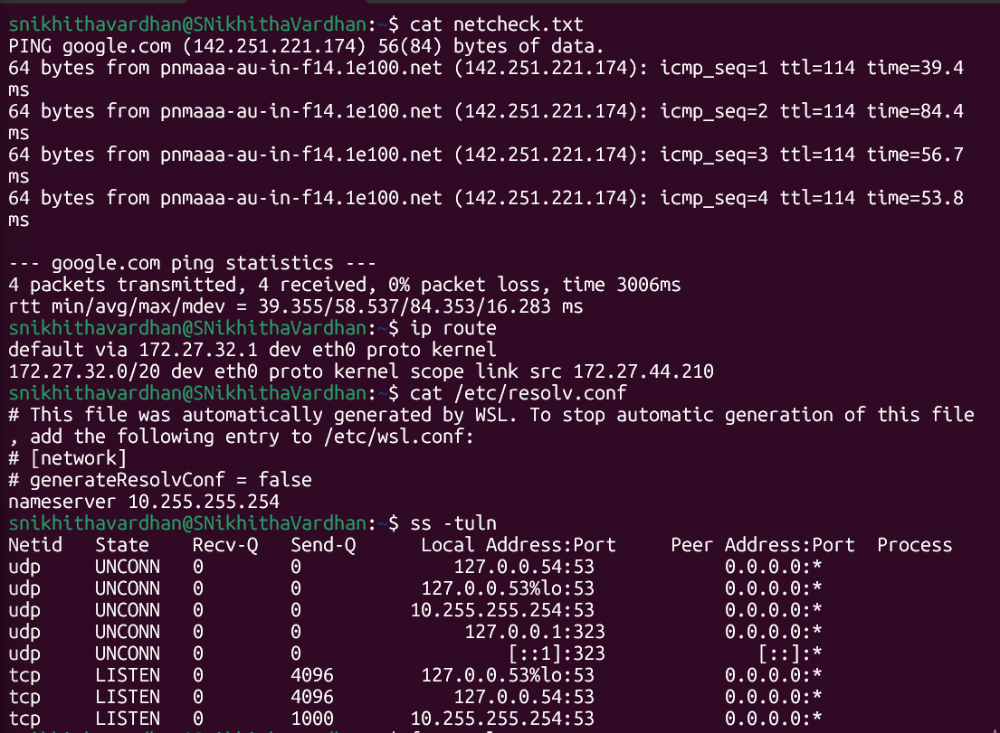 snikhithavardhan@SNikhithaVardhan:~$ cat netcheck.txt
PING google.com (142.251.221.174) 56(84) bytes of data.
64 bytes from pnmaaa-au-in-f14.1e100.net (142.251.221.174): icmp_seq=1 ttl=114 time=39.4
ms
64 bytes from pnmaaa-au-in-f14.1e100.net (142.251.221.174): icmp_seq=2 ttl=114 time=84.4
ms
64 bytes from pnmaaa-au-in-f14.1e100.net (142.251.221.174): icmp_seq=3 ttl=114 time=56.7
ms
64 bytes from pnmaaa-au-in-f14.1e100.net (142.251.221.174): icmp_seq=4 ttl=114 time=53.8
ms

--- google.com ping statistics ---
4 packets transmitted, 4 received, 0% packet loss, time 3006ms
rtt min/avg/max/mdev = 39.355/58.537/84.353/16.283 ms
snikhithavardhan@SNikhithaVardhan:~$ ip route
default via 172.27.32.1 dev eth0 proto kernel
172.27.32.0/20 dev eth0 proto kernel scope link src 172.27.44.210
snikhithavardhan@SNikhithaVardhan:~$ cat /etc/resolv.conf
# This file was automatically generated by WSL. To stop automatic generation of this file
, add the following entry to /etc/wsl.conf:
# [network]
# generateResolvConf = false
nameserver 10.255.255.254
snikhithavardhan@SNikhithaVardhan:~$ ss -tuln
Netid State Recv-Q Send-Q Local Address:Port Peer Address:Port Process
udp UNCONN 0 0 127.0.0.54:53 0.0.0.0:*
udp UNCONN 0 0 127.0.0.53%lo:53 0.0.0.0:*
udp UNCONN 0 0 10.255.255.254:53 0.0.0.0:*
udp UNCONN 0 0 127.0.0.1:323 0.0.0.0:*
udp UNCONN 0 0 [::1]:323 [::]:*
tcp LISTEN 0 4096 127.0.0.53%lo:53 0.0.0.0:*
tcp LISTEN 0 4096 127.0.0.54:53 0.0.0.0:*
tcp LISTEN 0 1000 10.255.255.254:53 0.0.0.0:*